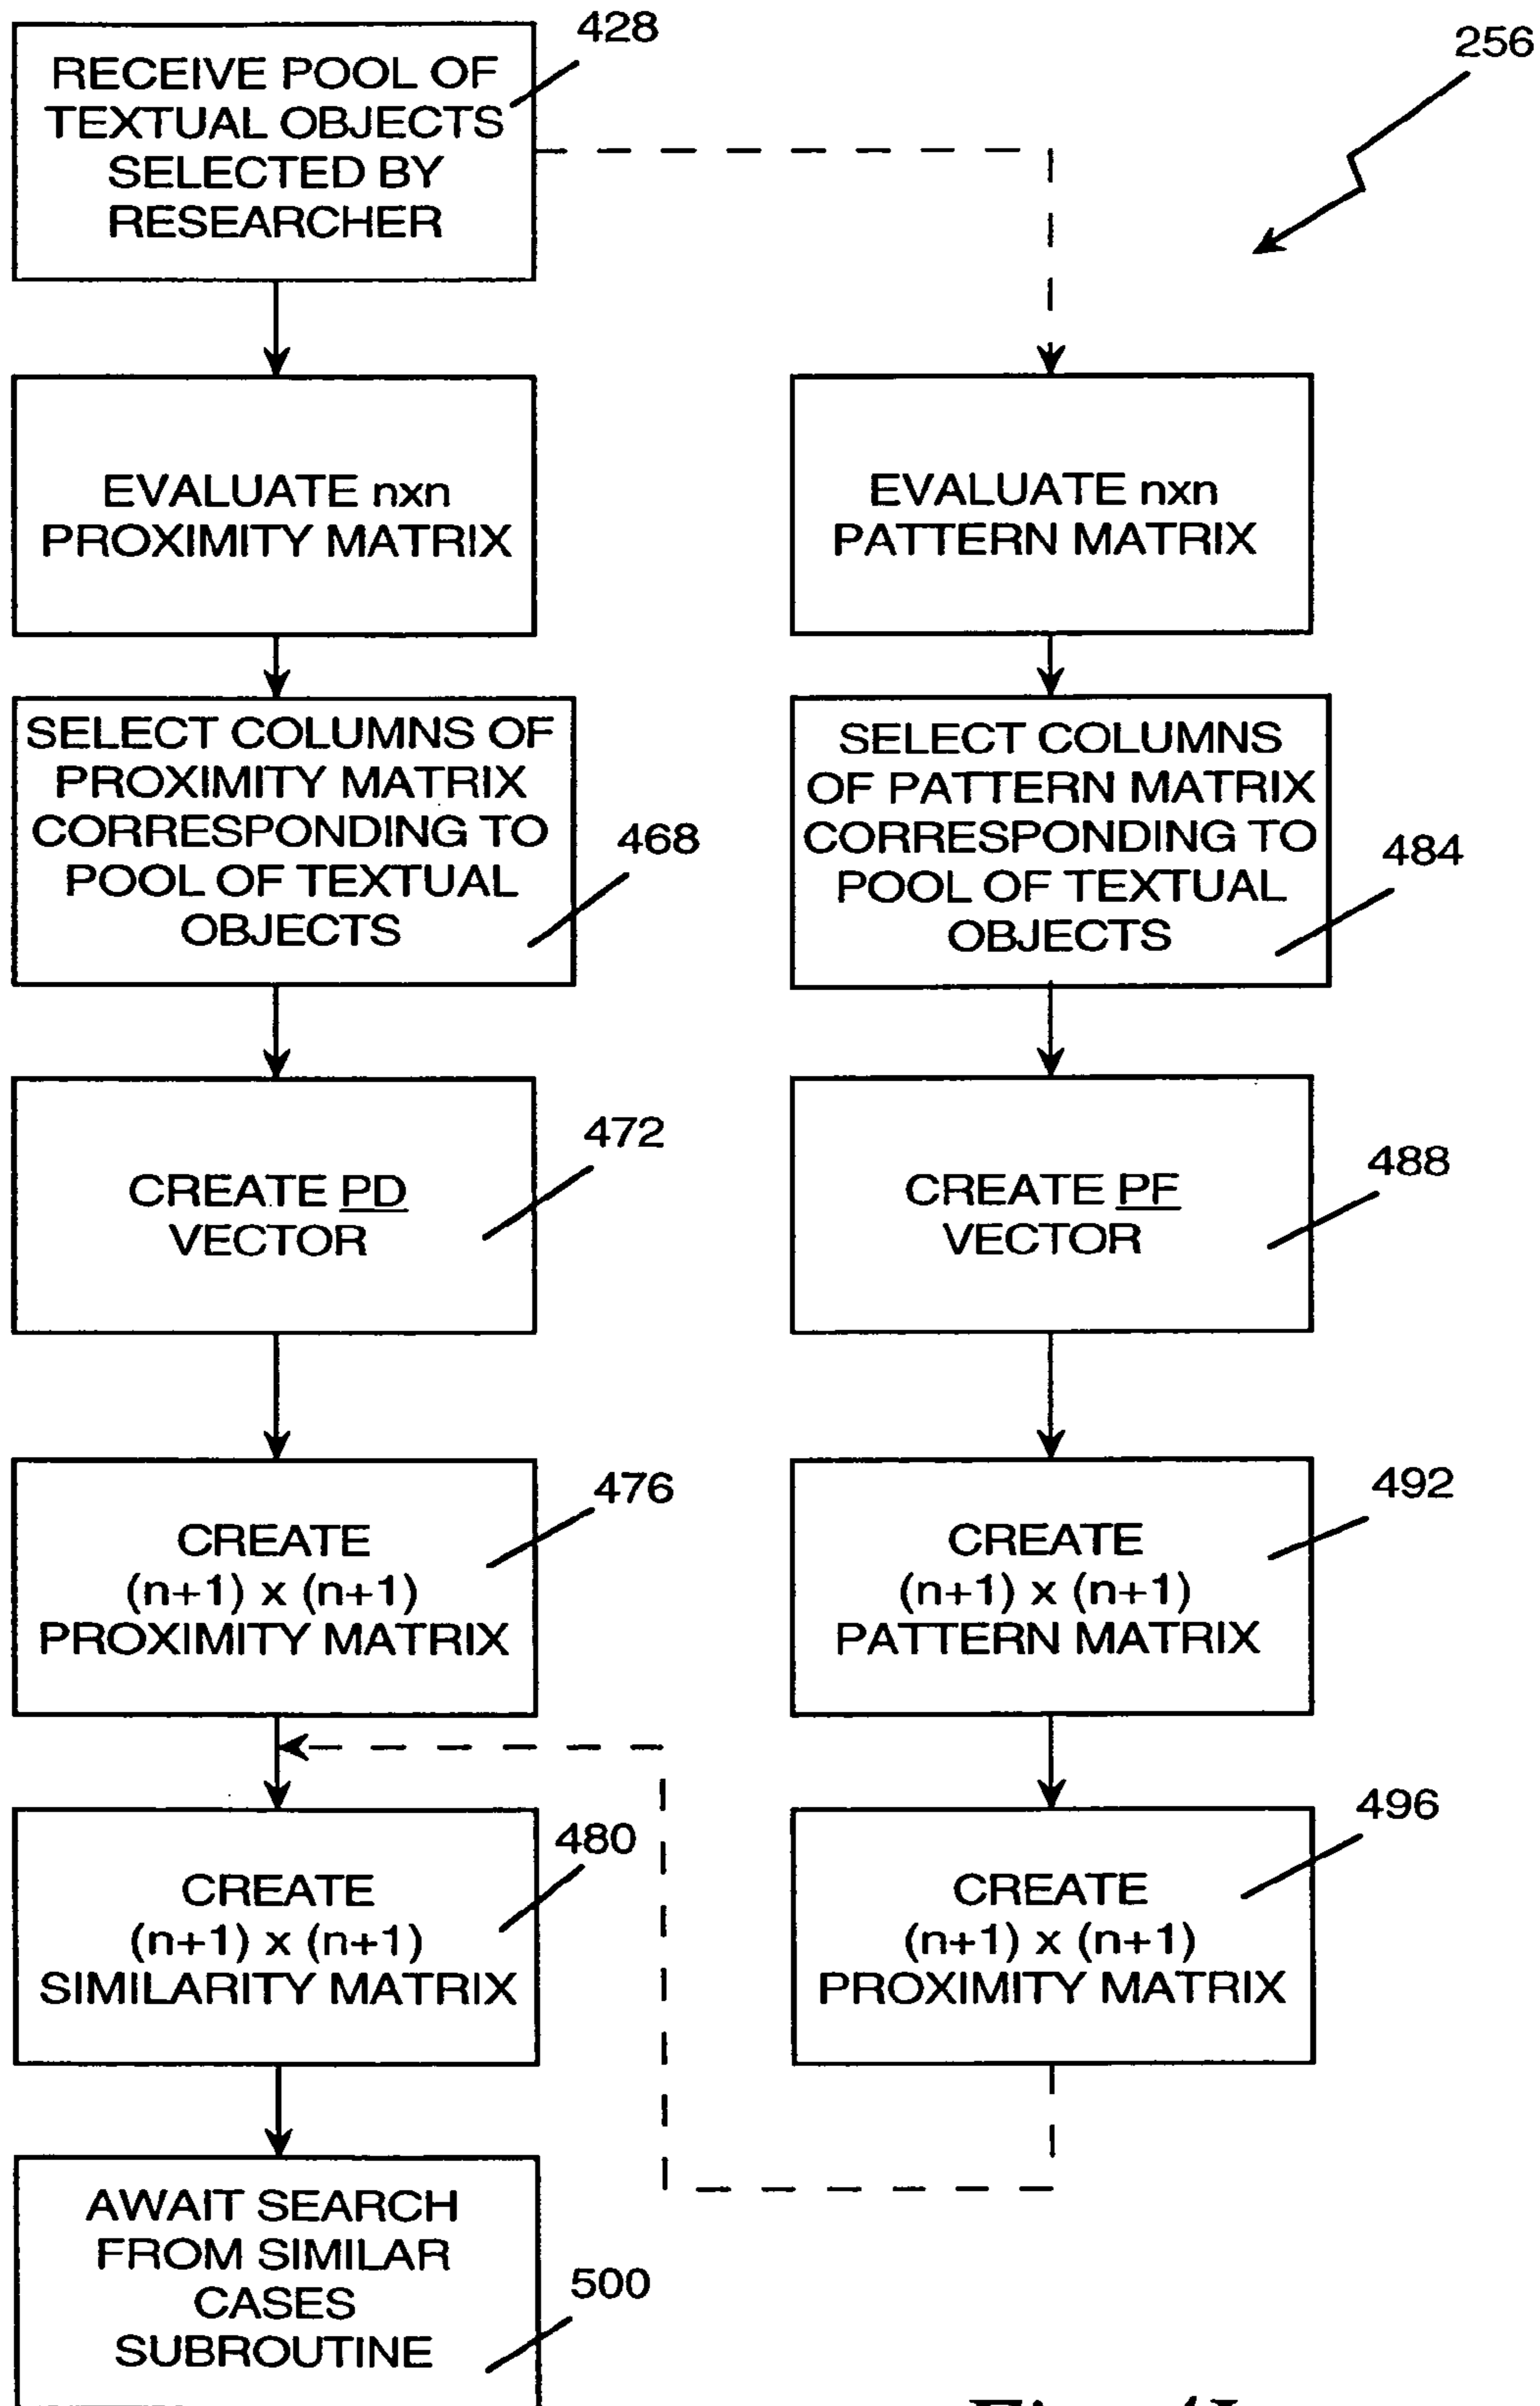 428
256
RECEIVE POOL OF
TEXTUAL OBJECTS
SELECTED BY
RESEARCHER
EVALUATE nxn
PROXIMITY MATRIX
EVALUATE nxn
PATTERN MATRIX
SELECT COLUMNS OF
PROXIMITY MATRIX
CORRESPONDING TO
POOL OF TEXTUAL
OBJECTS
468
SELECT COLUMNS
OF PATTERN MATRIX
CORRESPONDING TO
POOL OF TEXTUAL
OBJECTS
484
CREATE PD
VECTOR
472
CREATE PF
VECTOR
488
CREATE
(n+1) x (n+1)
PROXIMITY MATRIX
476
CREATE
(n+1) x (n+1)
PATTERN MATRIX
492
CREATE
(n+1) x (n+1)
SIMILARITY MATRIX
480
CREATE
(n+1) x (n+1)
PROXIMITY MATRIX
496
AWAIT SEARCH
FROM SIMILAR
CASES
SUBROUTINE
500